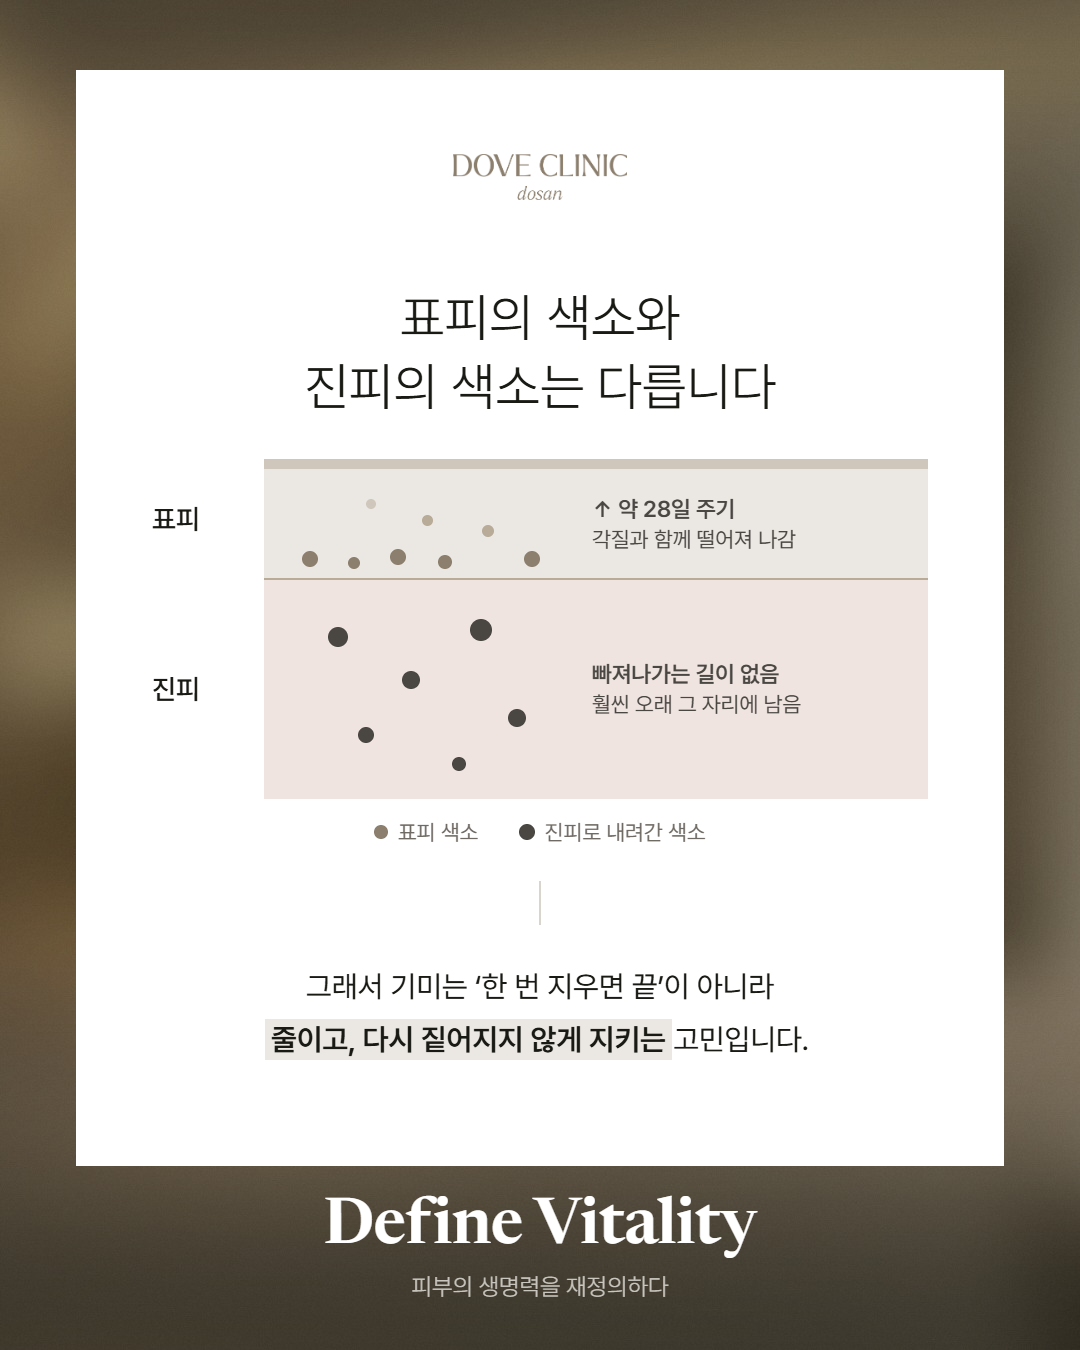 DOVE CLINIC
dosan
표피의 색소와
진피의 색소는 다릅니다
표피
↑ 약 28일 주기
각질과 함께 떨어져 나감
진피
빠져나가는 길이 없음
훨씬 오래 그 자리에 남음
표피 색소
진피로 내려간 색소
그래서 기미는 ‘한 번 지우면 끝’이 아니라
줄이고, 다시 짙어지지 않게 지키는 고민입니다.
Define Vitality
피부의 생명력을 재정의하다